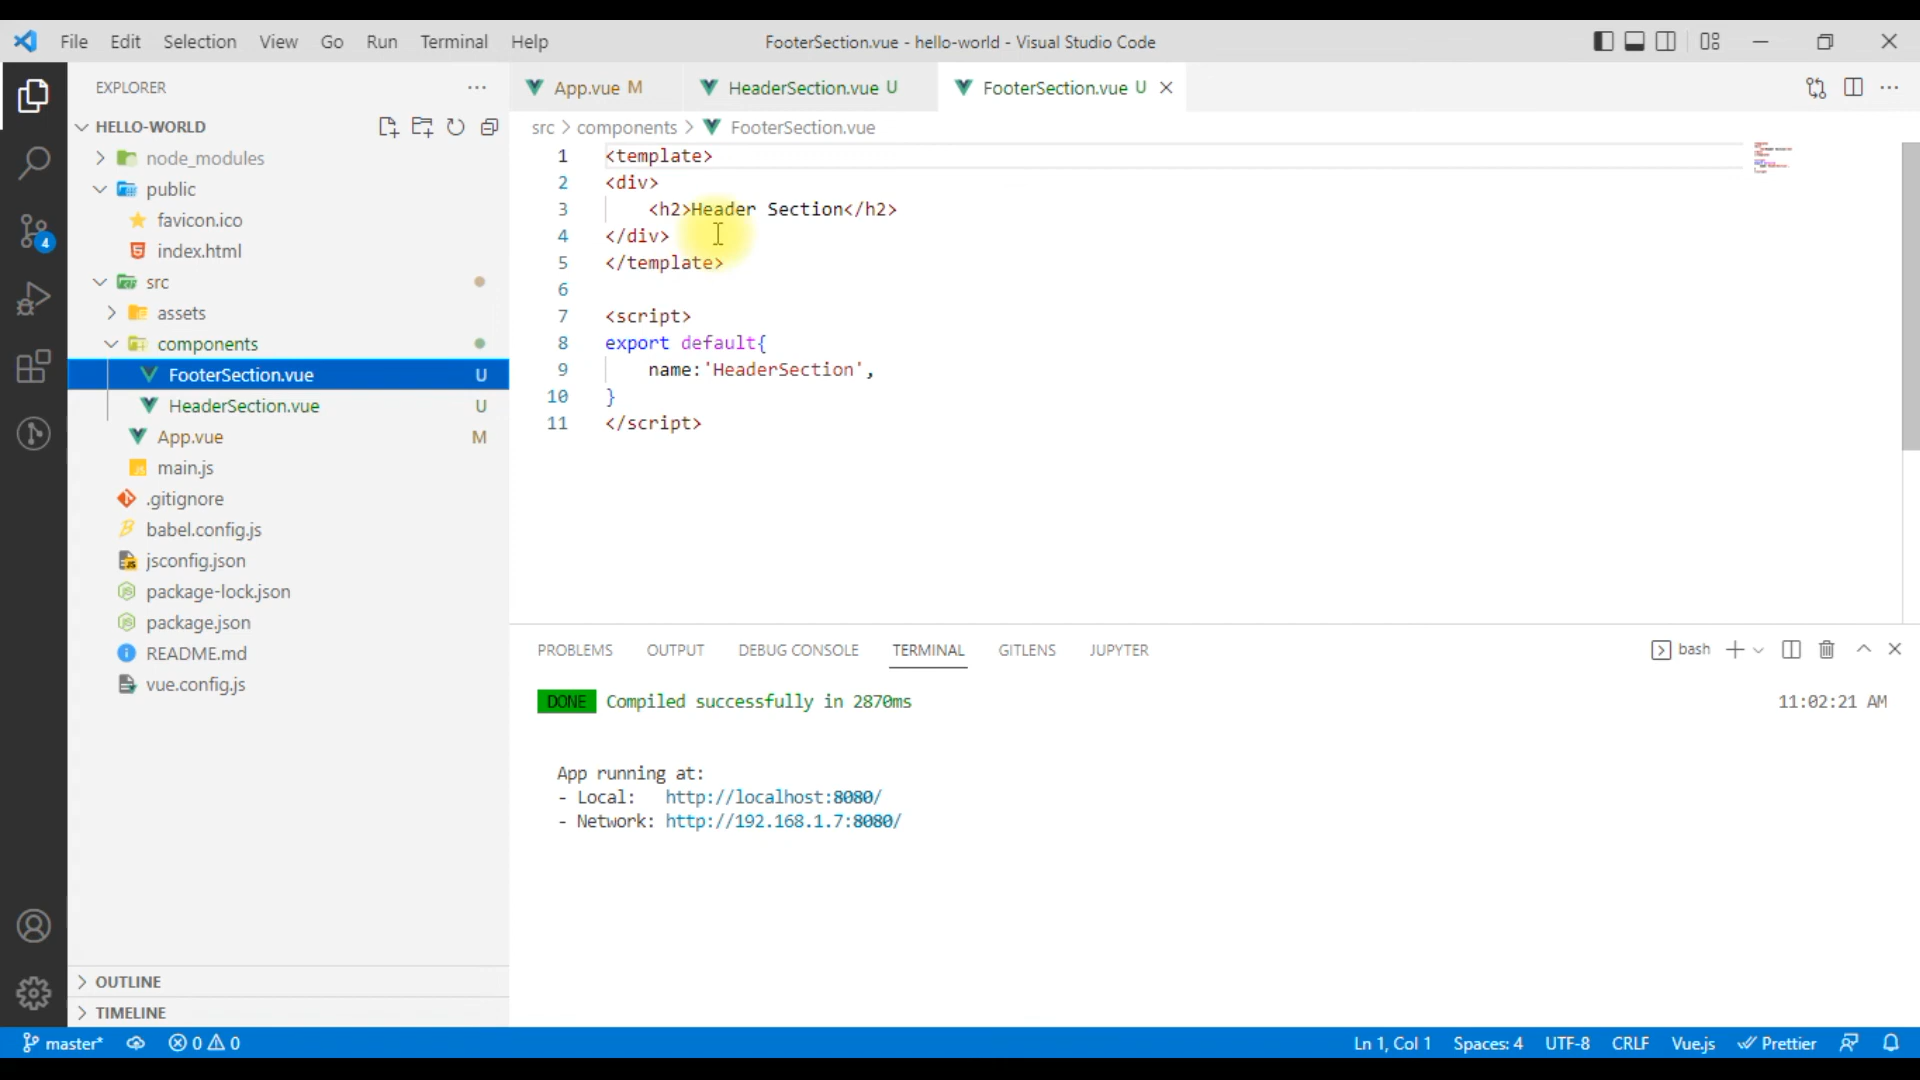 File Edit Selection View Go Run Terminal Help
FooterSection.vue - hello-world - Visual Studio Code
EXPLORER
App.vue M
HeaderSection.vue U
FooterSection.vue U
HELLO-WORLD
src > components > FooterSection.vue
node_modules
public
favicon.ico
index.html
src
assets
components
FooterSection.vue U
HeaderSection.vue U
App.vue M
main.js
.gitignore
babel.config.js
jsconfig.json
package-lock.json
package.json
README.md
vue.config.js
OUTLINE
TIMELINE
4
1 <template>
2 <div>
3 <h2>Header Section</h2>
4 </div>
5 </template>
6
7 <script>
8 export default{
9 name:'HeaderSection',
10 }
11 </script>
PROBLEMS OUTPUT DEBUG CONSOLE TERMINAL GITLENS JUPYTER
bash
DONE Compiled successfully in 2870ms 11:02:21 AM
App running at:
- Local: http://localhost:8080/
- Network: http://192.168.1.7:8080/
master* 0 0 Ln 1, Col 1 Spaces: 4 UTF-8 CRLF Vue.js Prettier